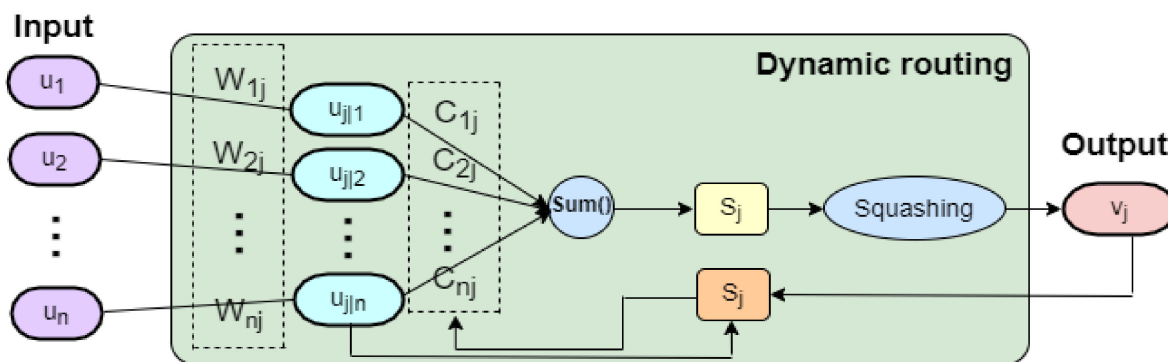 Input
Dynamic routing
Output
u1
u2
un
W1j
W2j
Wnj
uj|1
uj|2
uj|n
C1j
C2j
Cnj
Sum()
Sj
Squashing
vj
Sj